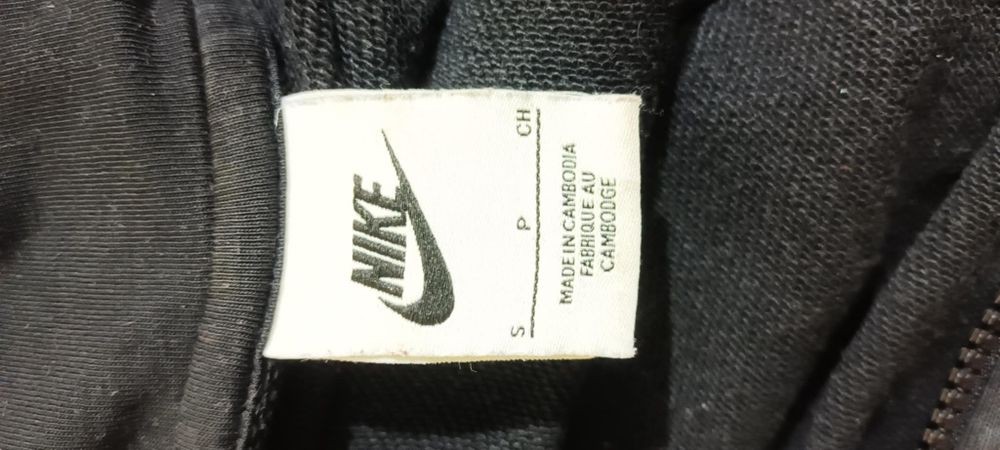 NIKE
S P CH
MADE IN CAMBODIA
FABRIQUE AU
CAMBODGE